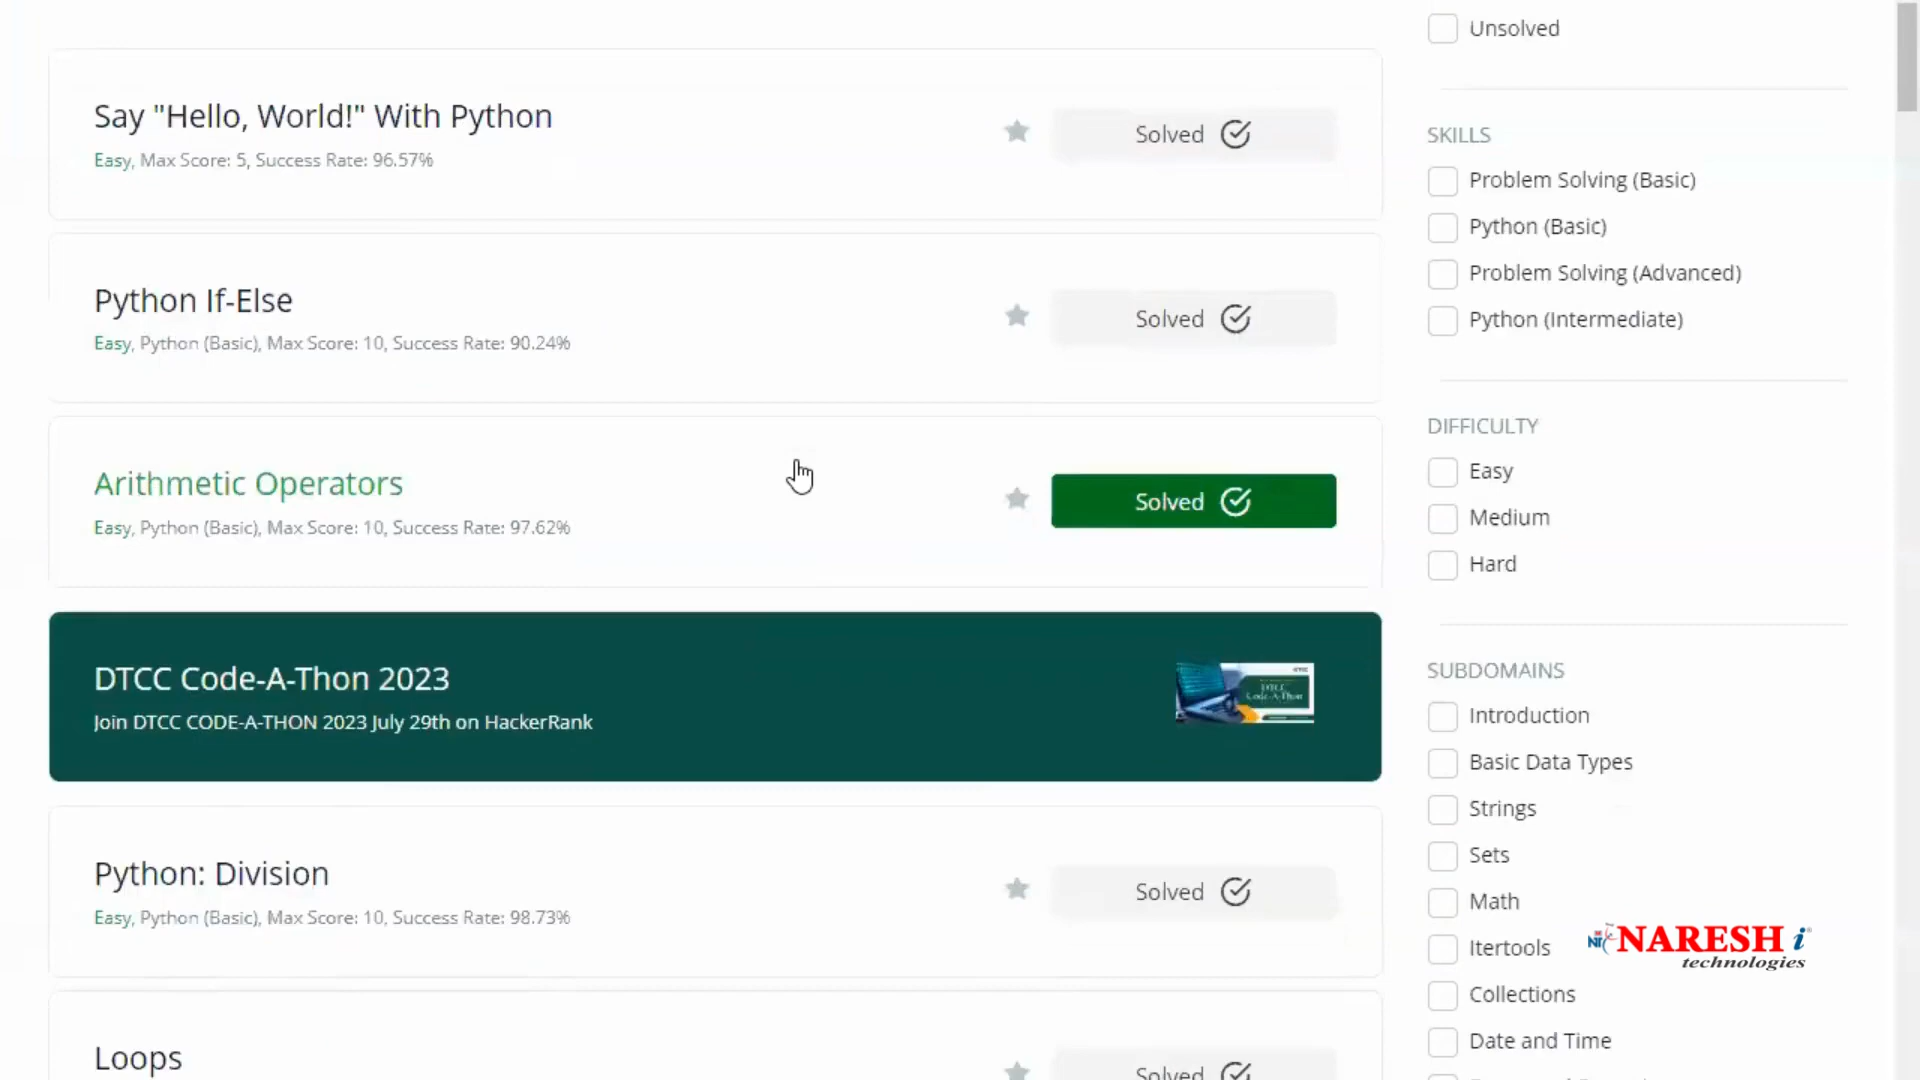 Say "Hello, World!" With Python
Easy, Max Score: 5, Success Rate: 96.57%
Solved
Python If-Else
Easy, Python (Basic), Max Score: 10, Success Rate: 90.24%
Solved
Arithmetic Operators
Easy, Python (Basic), Max Score: 10, Success Rate: 97.62%
Solved
DTCC Code-A-Thon 2023
Join DTCC CODE-A-THON 2023 July 29th on HackerRank
DTCC
Code-A-Thon
Python: Division
Easy, Python (Basic), Max Score: 10, Success Rate: 98.73%
Solved
Loops
Solved
Unsolved
SKILLS
Problem Solving (Basic)
Python (Basic)
Problem Solving (Advanced)
Python (Intermediate)
DIFFICULTY
Easy
Medium
Hard
SUBDOMAINS
Introduction
Basic Data Types
Strings
Sets
Math
Itertools
Collections
Date and Time
NARESH i
technologies